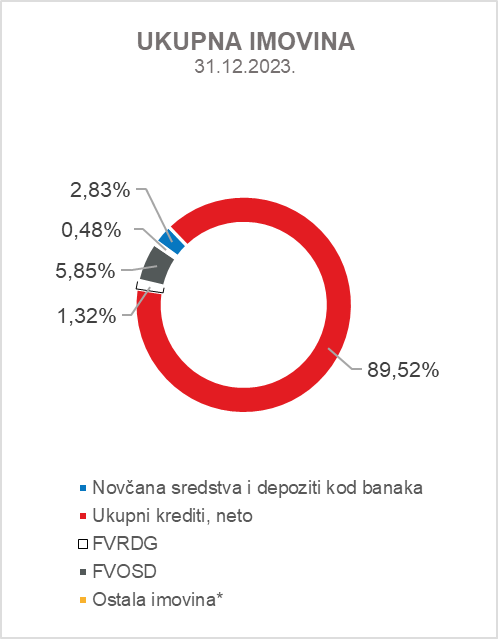 UKUPNA IMOVINA
31.12.2023.
2,83%
0,48%
5,85%
1,32%
89,52%
Novčana sredstva i depoziti kod banaka
Ukupni krediti, neto
FVRDG
FVOSD
Ostala imovina*